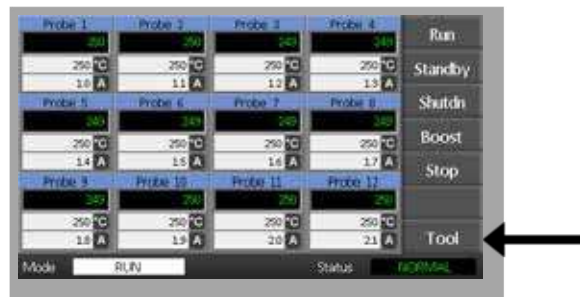 Probe 1 Probe 2 Probe 3 Probe 4 Run
250 250 249 249
250 °C 250 °C 250 °C 250 °C Standby
1.0 A 1.1 A 1.2 A 1.3 A
Probe 5 Probe 6 Probe 7 Probe 8 Shutdn
249 249 250 249
250 °C 250 °C 250 °C 250 °C Boost
1.4 A 1.5 A 1.6 A 1.7 A Stop
Probe 9 Probe 10 Probe 11 Probe 12
249 250 250 250
250 °C 250 °C 250 °C 250 °C
1.8 A 1.9 A 2.0 A 2.1 A Tool
Mode RUN Status NORMAL